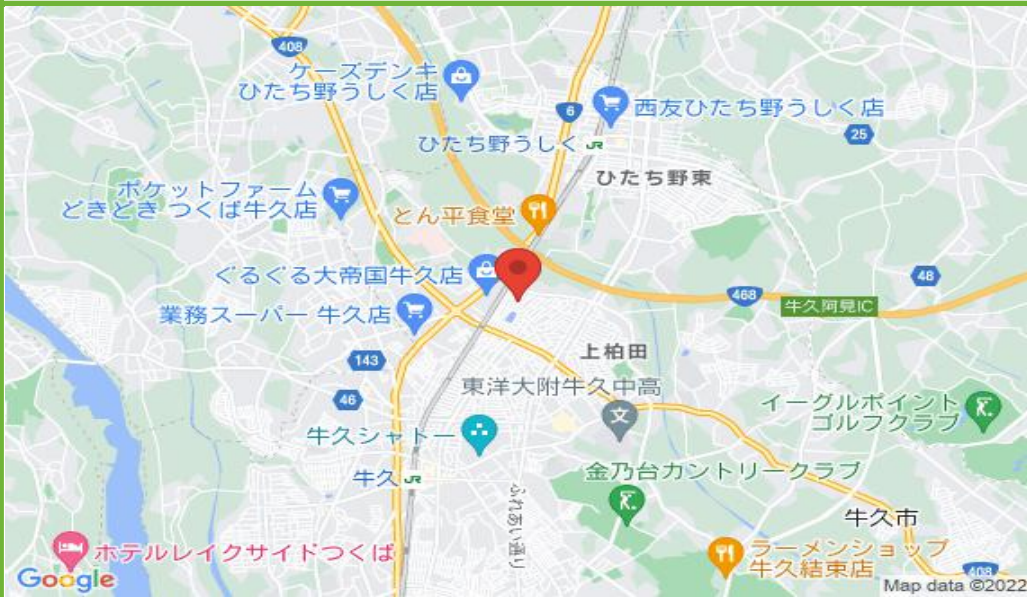 408
ケーズデンキ
ひたち野うしく店
6
西友ひたち野うしく店
25
ひたち野うしく JR
ひたち野東
ポケットファーム
どきどき つくば牛久店
とん平食堂
ぐるぐる大帝国牛久店
48
468
牛久阿見IC
業務スーパー 牛久店
143
上柏田
46
東洋大附牛久中高
文
イーグルポイント
ゴルフクラブ
牛久シャトー
金乃台カントリークラブ
牛久 JR
ふれあい通り
牛久市
ホテルレイクサイドつくば
ラーメンショップ
牛久結束店
408
Google
Map data ©2022